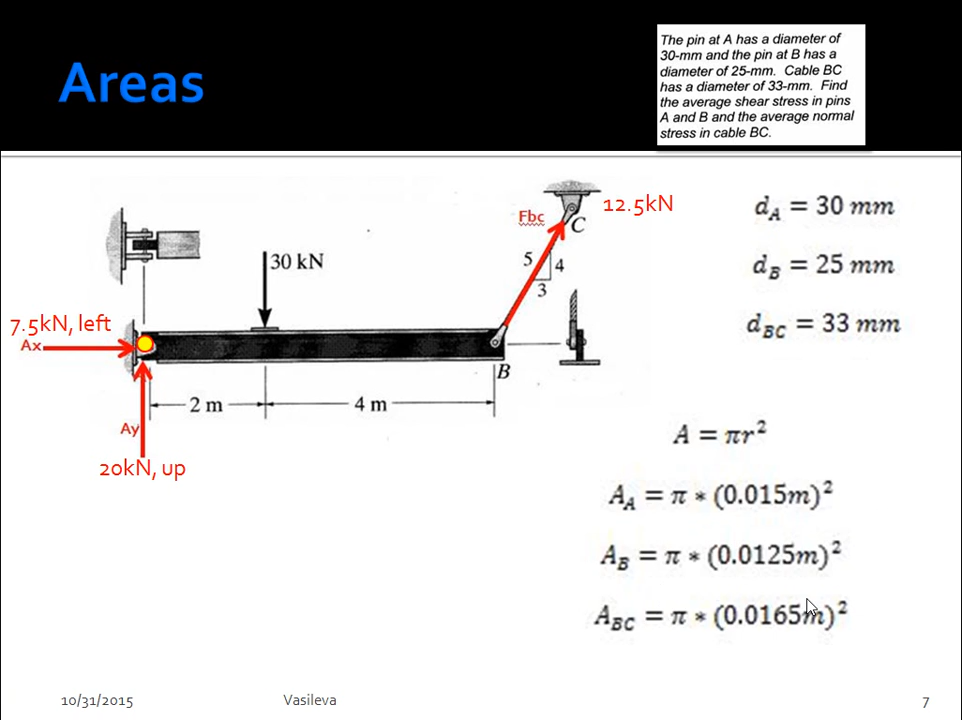 Areas
The pin at A has a diameter of
30-mm and the pin at B has a
diameter of 25-mm. Cable BC
has a diameter of 33-mm. Find
the average shear stress in pins
A and B and the average normal
stress in cable BC.
12.5kN
Fbc
C
5
4
3
30 kN
7.5kN, left
Ax
B
2 m
4 m
Ay
20kN, up
d_A = 30 mm
d_B = 25 mm
d_BC = 33 mm
A = πr²
A_A = π * (0.015m)²
A_B = π * (0.0125m)²
A_BC = π * (0.0165m)²
10/31/2015
Vasileva
7